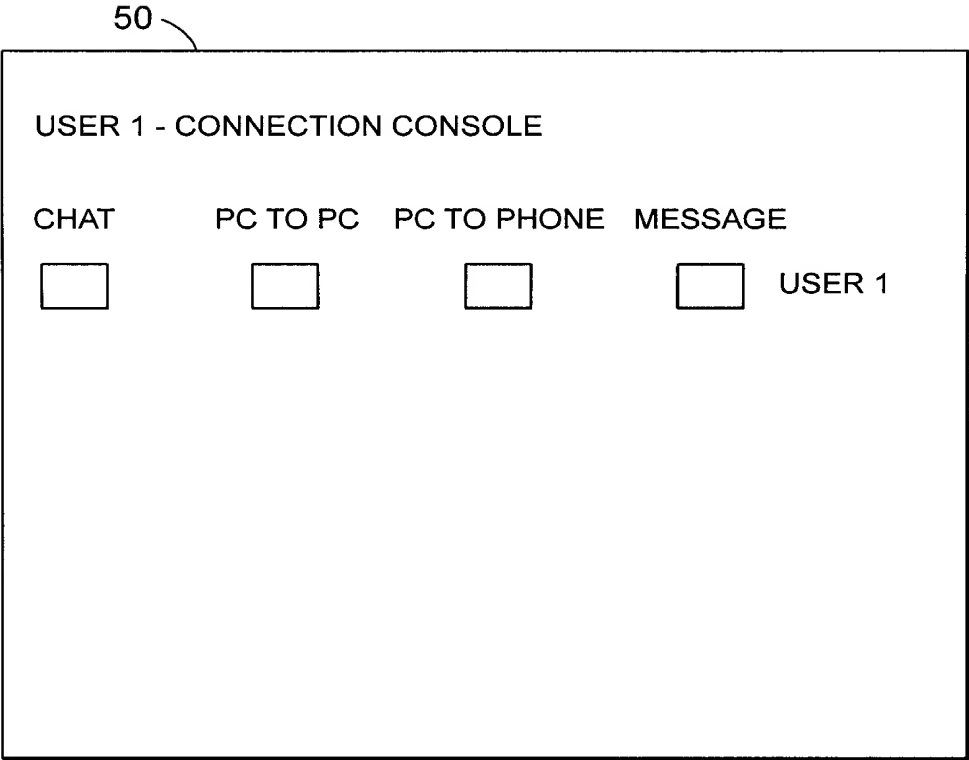 50
USER 1 - CONNECTION CONSOLE
CHAT PC TO PC PC TO PHONE MESSAGE
USER 1